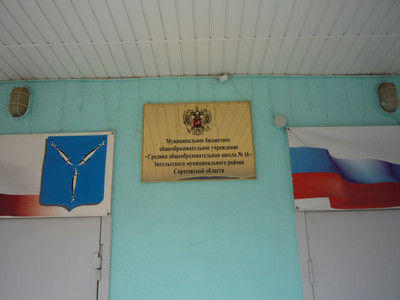 Муниципальное бюджетное
общеобразовательное учреждение
«Средняя общеобразовательная школа № 16»
Энгельсского муниципального района
Саратовской области